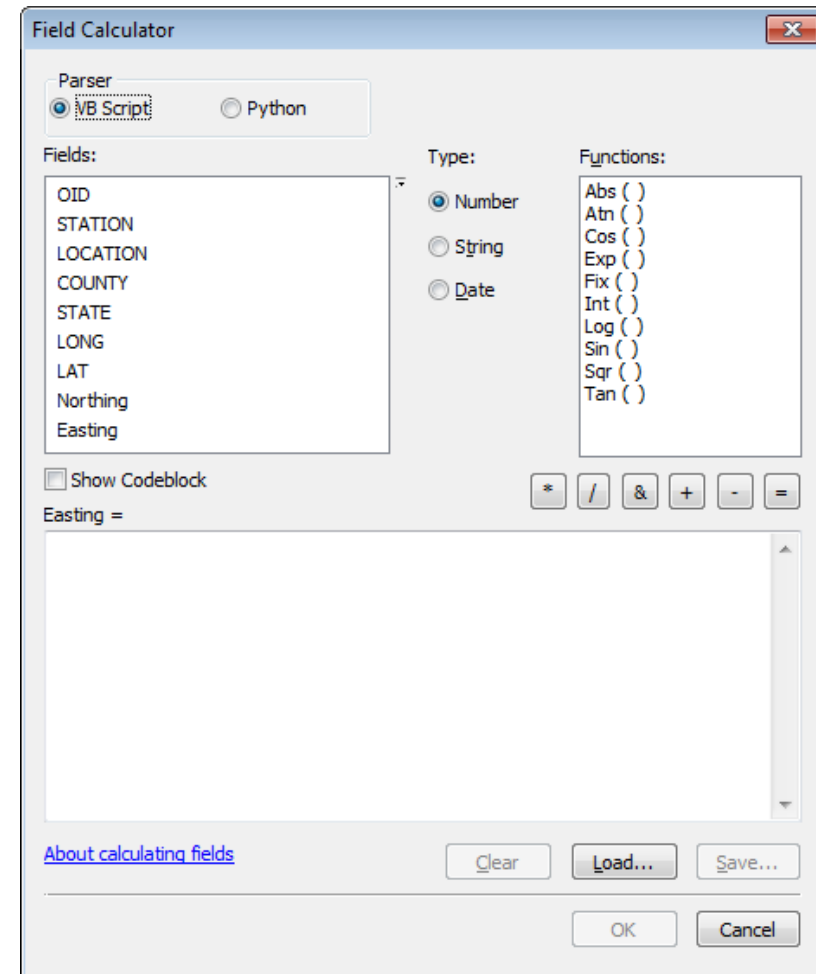 Field Calculator
Parser
VB Script Python
Fields:
OID
STATION
LOCATION
COUNTY
STATE
LONG
LAT
Northing
Easting
Type:
Number
String
Date
Functions:
Abs ( )
Atn ( )
Cos ( )
Exp ( )
Fix ( )
Int ( )
Log ( )
Sin ( )
Sqr ( )
Tan ( )
Show Codeblock
* / & + - =
Easting =
About calculating fields
Clear Load... Save...
OK Cancel